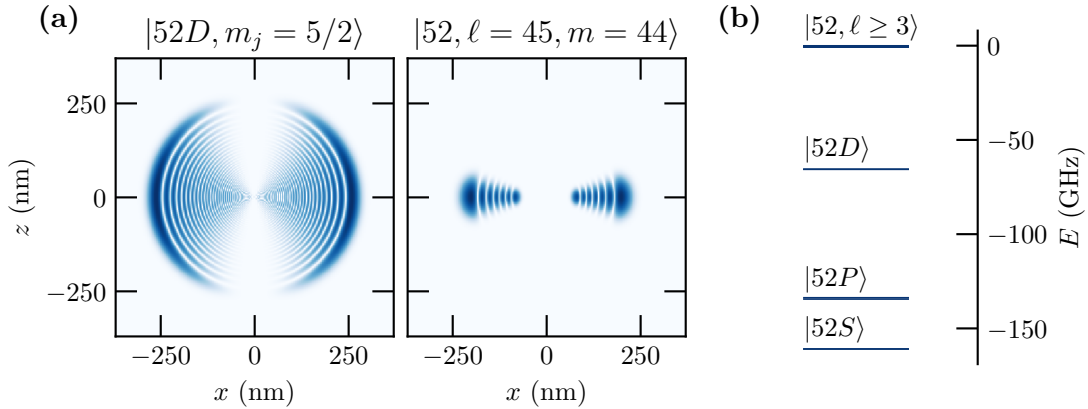 (a)
|52D, m_j = 5/2⟩
|52, ℓ = 45, m = 44⟩
z (nm)
250
0
−250
−250
0
250
x (nm)
−250
0
250
x (nm)
(b)
|52, ℓ ≥ 3⟩
|52D⟩
|52P⟩
|52S⟩
0
−50
−100
−150
E (GHz)